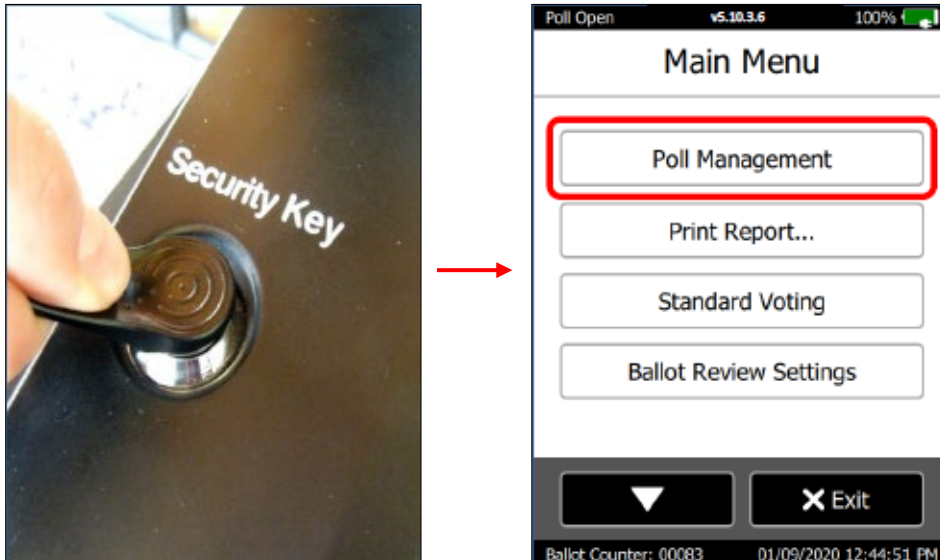 Security Key
Poll Open v5.10.3.6 100%
Main Menu
Poll Management
Print Report...
Standard Voting
Ballot Review Settings
Exit
Ballot Counter: 00083 01/09/2020 12:44:51 PM